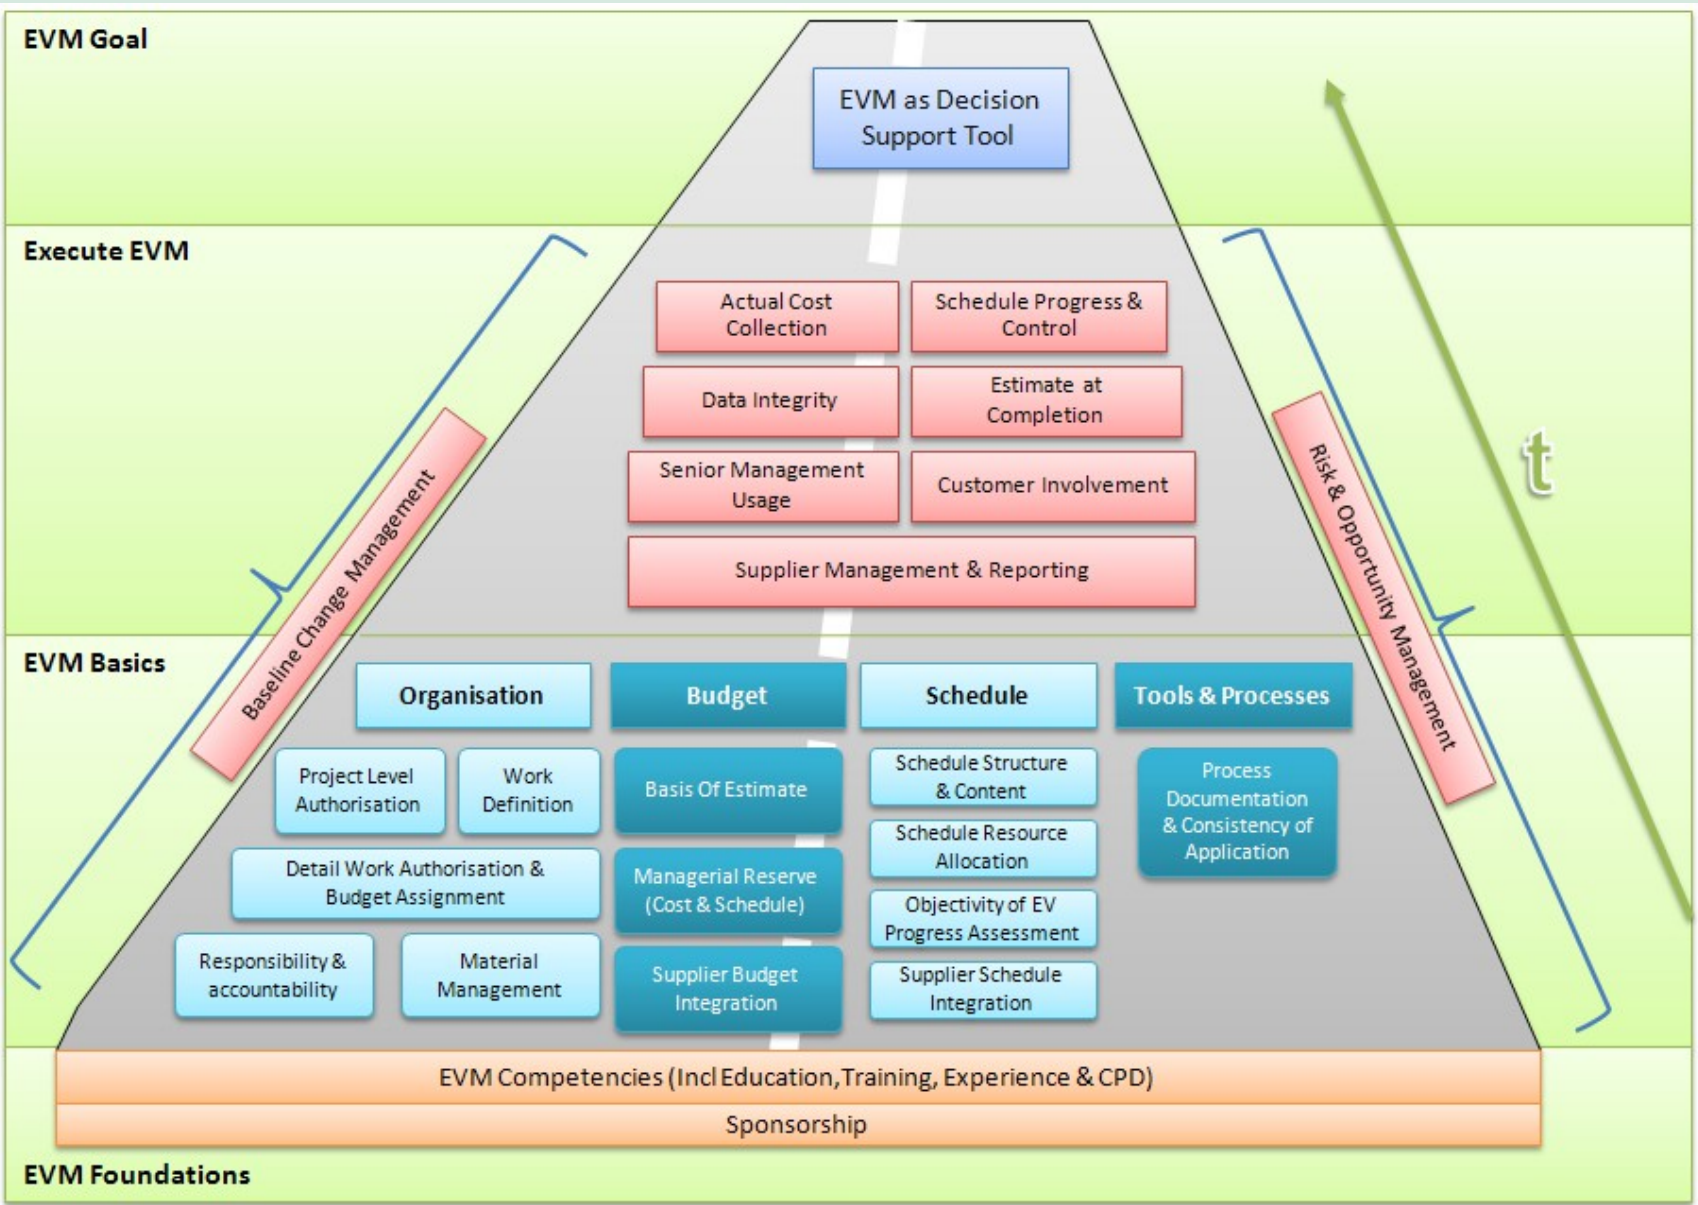 EVM Goal
EVM as Decision
Support Tool
Execute EVM
Actual Cost
Collection
Schedule Progress &
Control
Data Integrity
Estimate at
Completion
Senior Management
Usage
Customer Involvement
Supplier Management & Reporting
Baseline Change Management
Risk & Opportunity Management
t
EVM Basics
Organisation
Budget
Schedule
Tools & Processes
Project Level
Authorisation
Work
Definition
Detail Work Authorisation &
Budget Assignment
Responsibility &
accountability
Material
Management
Basis Of Estimate
Managerial Reserve
(Cost & Schedule)
Supplier Budget
Integration
Schedule Structure
& Content
Schedule Resource
Allocation
Objectivity of EV
Progress Assessment
Supplier Schedule
Integration
Process
Documentation
& Consistency of
Application
EVM Competencies (Incl Education, Training, Experience & CPD)
Sponsorship
EVM Foundations